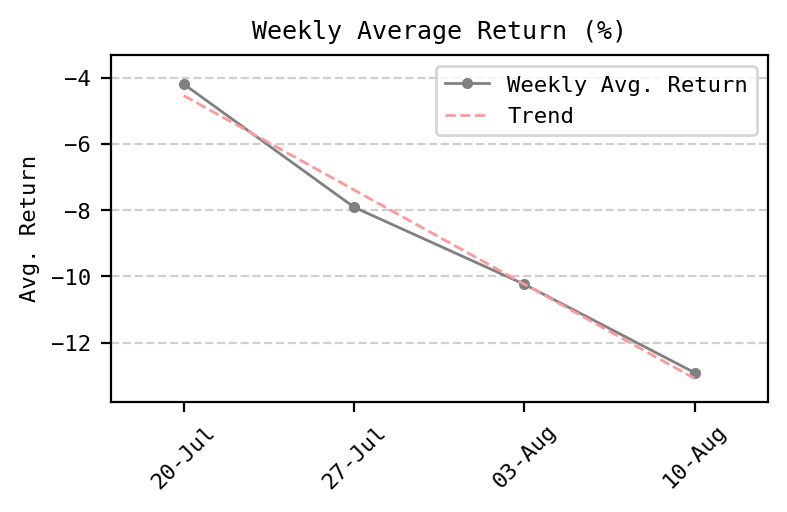 Weekly Average Return (%)
Weekly Avg. Return
Trend
Avg. Return
−4
−6
−8
−10
−12
20-Jul
27-Jul
03-Aug
10-Aug